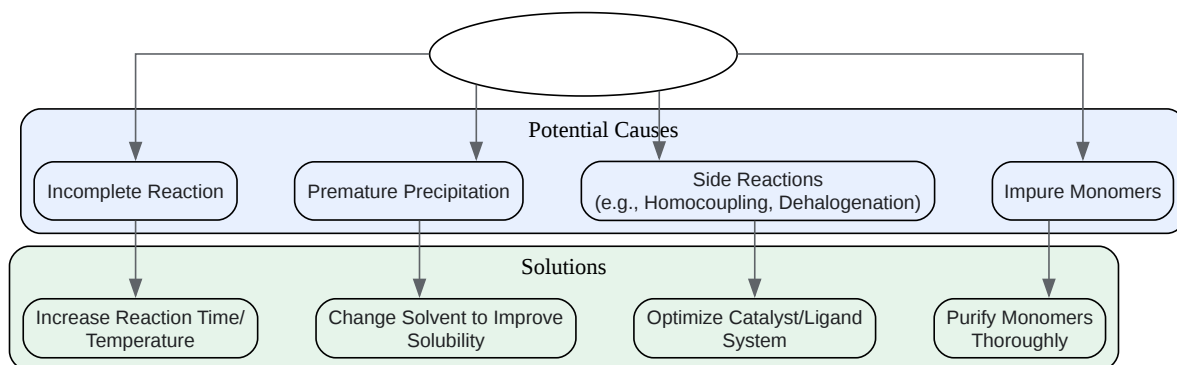 Potential Causes
Incomplete Reaction
Premature Precipitation
Side Reactions
(e.g., Homocoupling, Dehalogenation)
Impure Monomers
Solutions
Increase Reaction Time/
Temperature
Change Solvent to Improve
Solubility
Optimize Catalyst/Ligand
System
Purify Monomers
Thoroughly